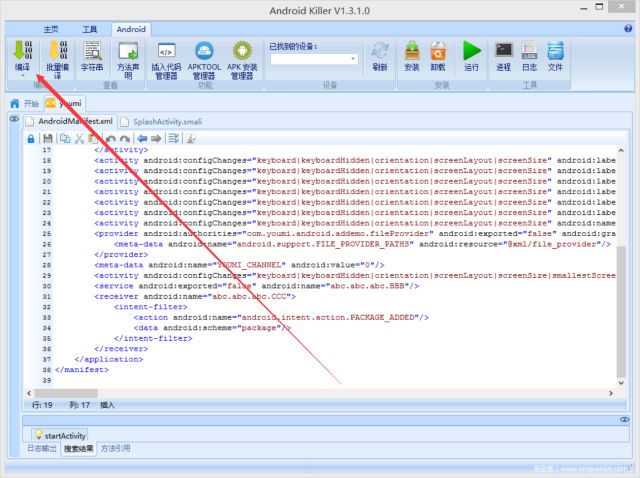 Android Killer V1.3.1.0
主页 工具 Android
编译 批量编译 字符串 方法声明 插入代码管理器 APKTOOL管理器 APK 安装管理器 已找到的设备: 刷新 安装 卸载 运行 进程 日志 文件
查看 功能 设备 安装 工具
开始 youmi
AndroidManifest.xml SplashActivity.smali
17 </activity>
18 <activity android:configChanges="keyboard|keyboardHidden|orientation|screenLayout|screenSize" android:labe
19 <activity android:configChanges="keyboard|keyboardHidden|orientation|screenLayout|screenSize" android:labe
20 <activity android:configChanges="keyboard|keyboardHidden|orientation|screenLayout|screenSize" android:labe
21 <activity android:configChanges="keyboard|keyboardHidden|orientation|screenLayout|screenSize" android:labe
22 <activity android:configChanges="keyboard|keyboardHidden|orientation|screenLayout|screenSize" android:labe
23 <activity android:configChanges="keyboard|keyboardHidden|orientation|screenLayout|screenSize" android:labe
24 <activity android:configChanges="keyboard|keyboardHidden|orientation|screenLayout|screenSize" android:name
25 <provider android:authorities="com.youmi.android.addemo.fileProvider" android:exported="false" android:gra
26 <meta-data android:name="android.support.FILE_PROVIDER_PATHS" android:resource="@xml/file_provider"/>
27 </provider>
28 <meta-data android:name="YOUMI_CHANNEL" android:value="0"/>
29 <activity android:configChanges="keyboard|keyboardHidden|orientation|screenLayout|screenSize|smallestScree
30 <service android:exported="false" android:name="abc.abc.abc.BBB"/>
31 <receiver android:name="abc.abc.abc.CCC">
32 <intent-filter>
33 <action android:name="android.intent.action.PACKAGE_ADDED"/>
34 <data android:scheme="package"/>
35 </intent-filter>
36 </receiver>
37 </application>
38 </manifest>
39
行: 19 列: 17 插入
startActivity
日志输出 搜索结果 方法引用
安全客 ( www.anquanke.com )